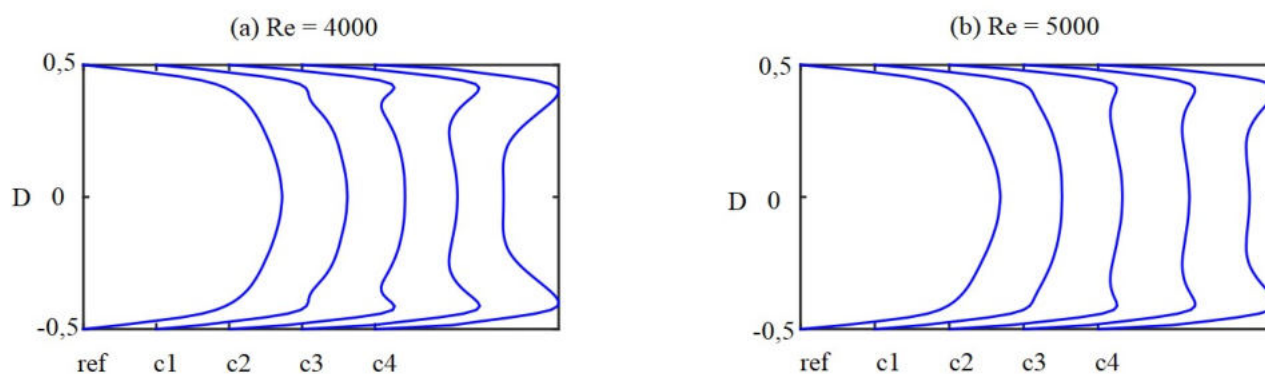 (a) Re = 4000
0,5
D 0
-0,5
ref c1 c2 c3 c4
(b) Re = 5000
0,5
D 0
-0,5
ref c1 c2 c3 c4